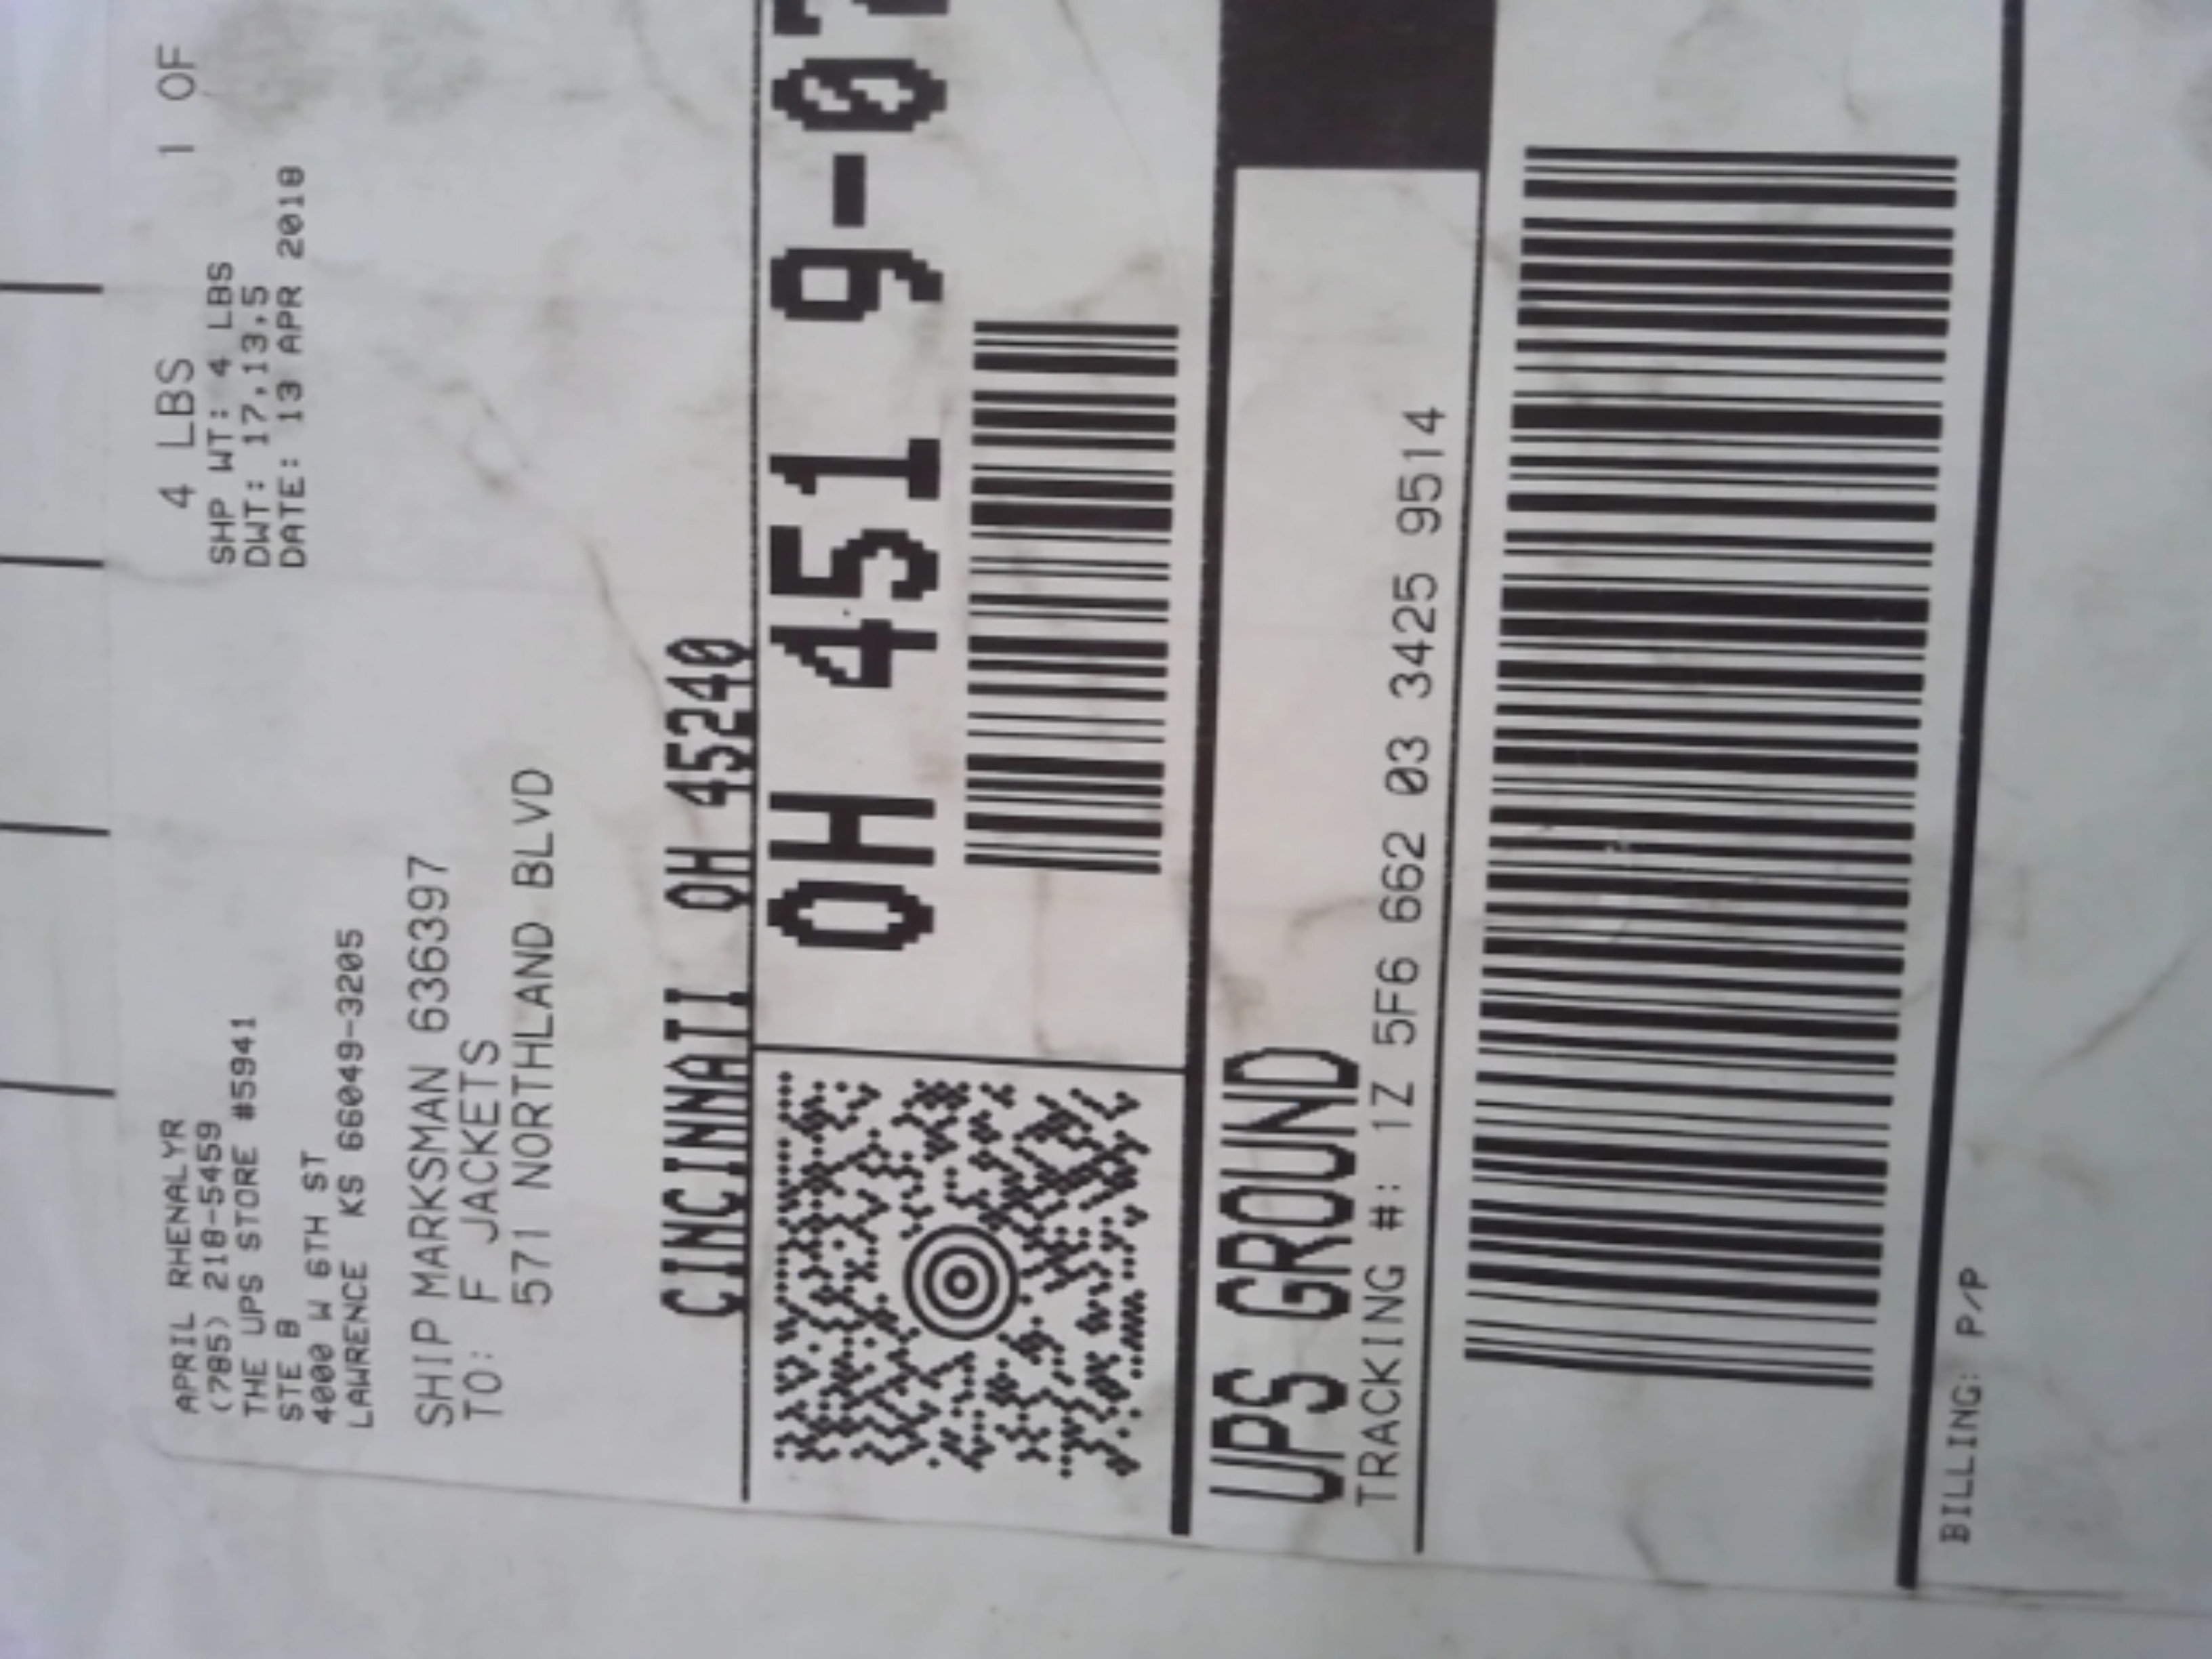 APRIL RHENALYR
(785) 218-5459
THE UPS STORE #5941
STE B
4000 W 6TH ST
LAWRENCE KS 66049-3205
4 LBS 1 OF
SHP WT: 4 LBS
DWT: 17,13,5
DATE: 13 APR 2018
SHIP MARKSMAN 636397
TO: F JACKETS
571 NORTHLAND BLVD
CINCINNATI OH 45240
OH 451 9-0
UPS GROUND
TRACKING #: 1Z 5F6 662 03 3425 9514
BILLING: P/P